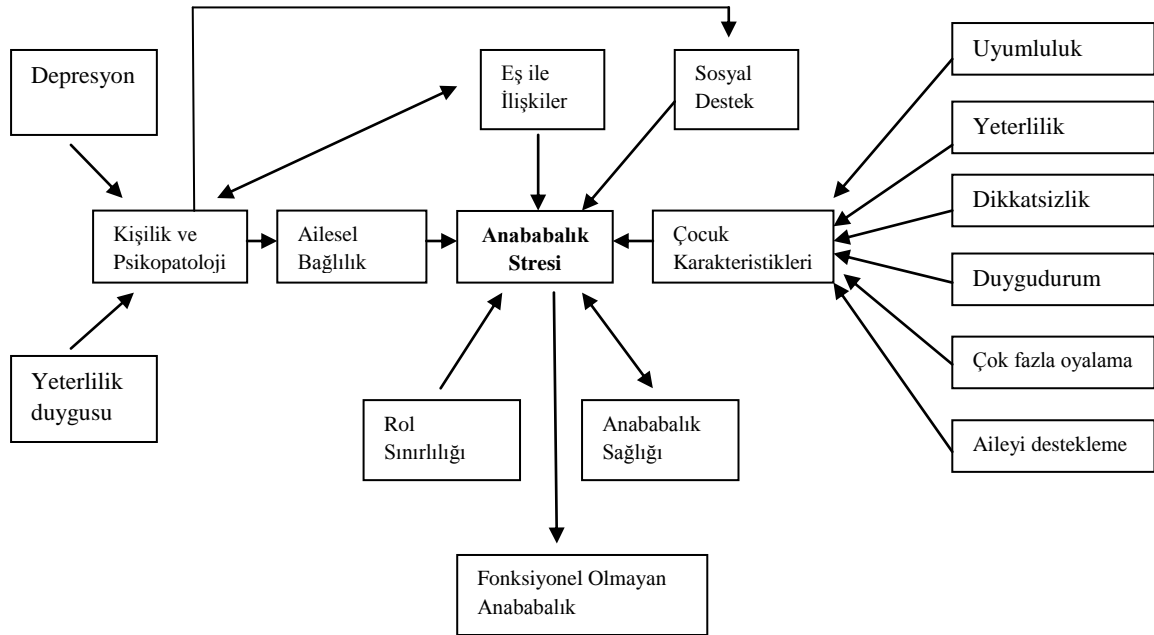 Depresyon
Eş ile
İlişkiler
Sosyal
Destek
Uyumluluk
Yeterlilik
Dikkatsizlik
Kişilik ve
Psikopatoloji
Ailesel
Bağlılık
Anababalık
Stresi
Çocuk
Karakteristikleri
Duygudurum
Yeterlilik
duygusu
Rol
Sınırlılığı
Anababalık
Sağlığı
Çok fazla oyalama
Aileyi destekleme
Fonksiyonel Olmayan
Anababalık